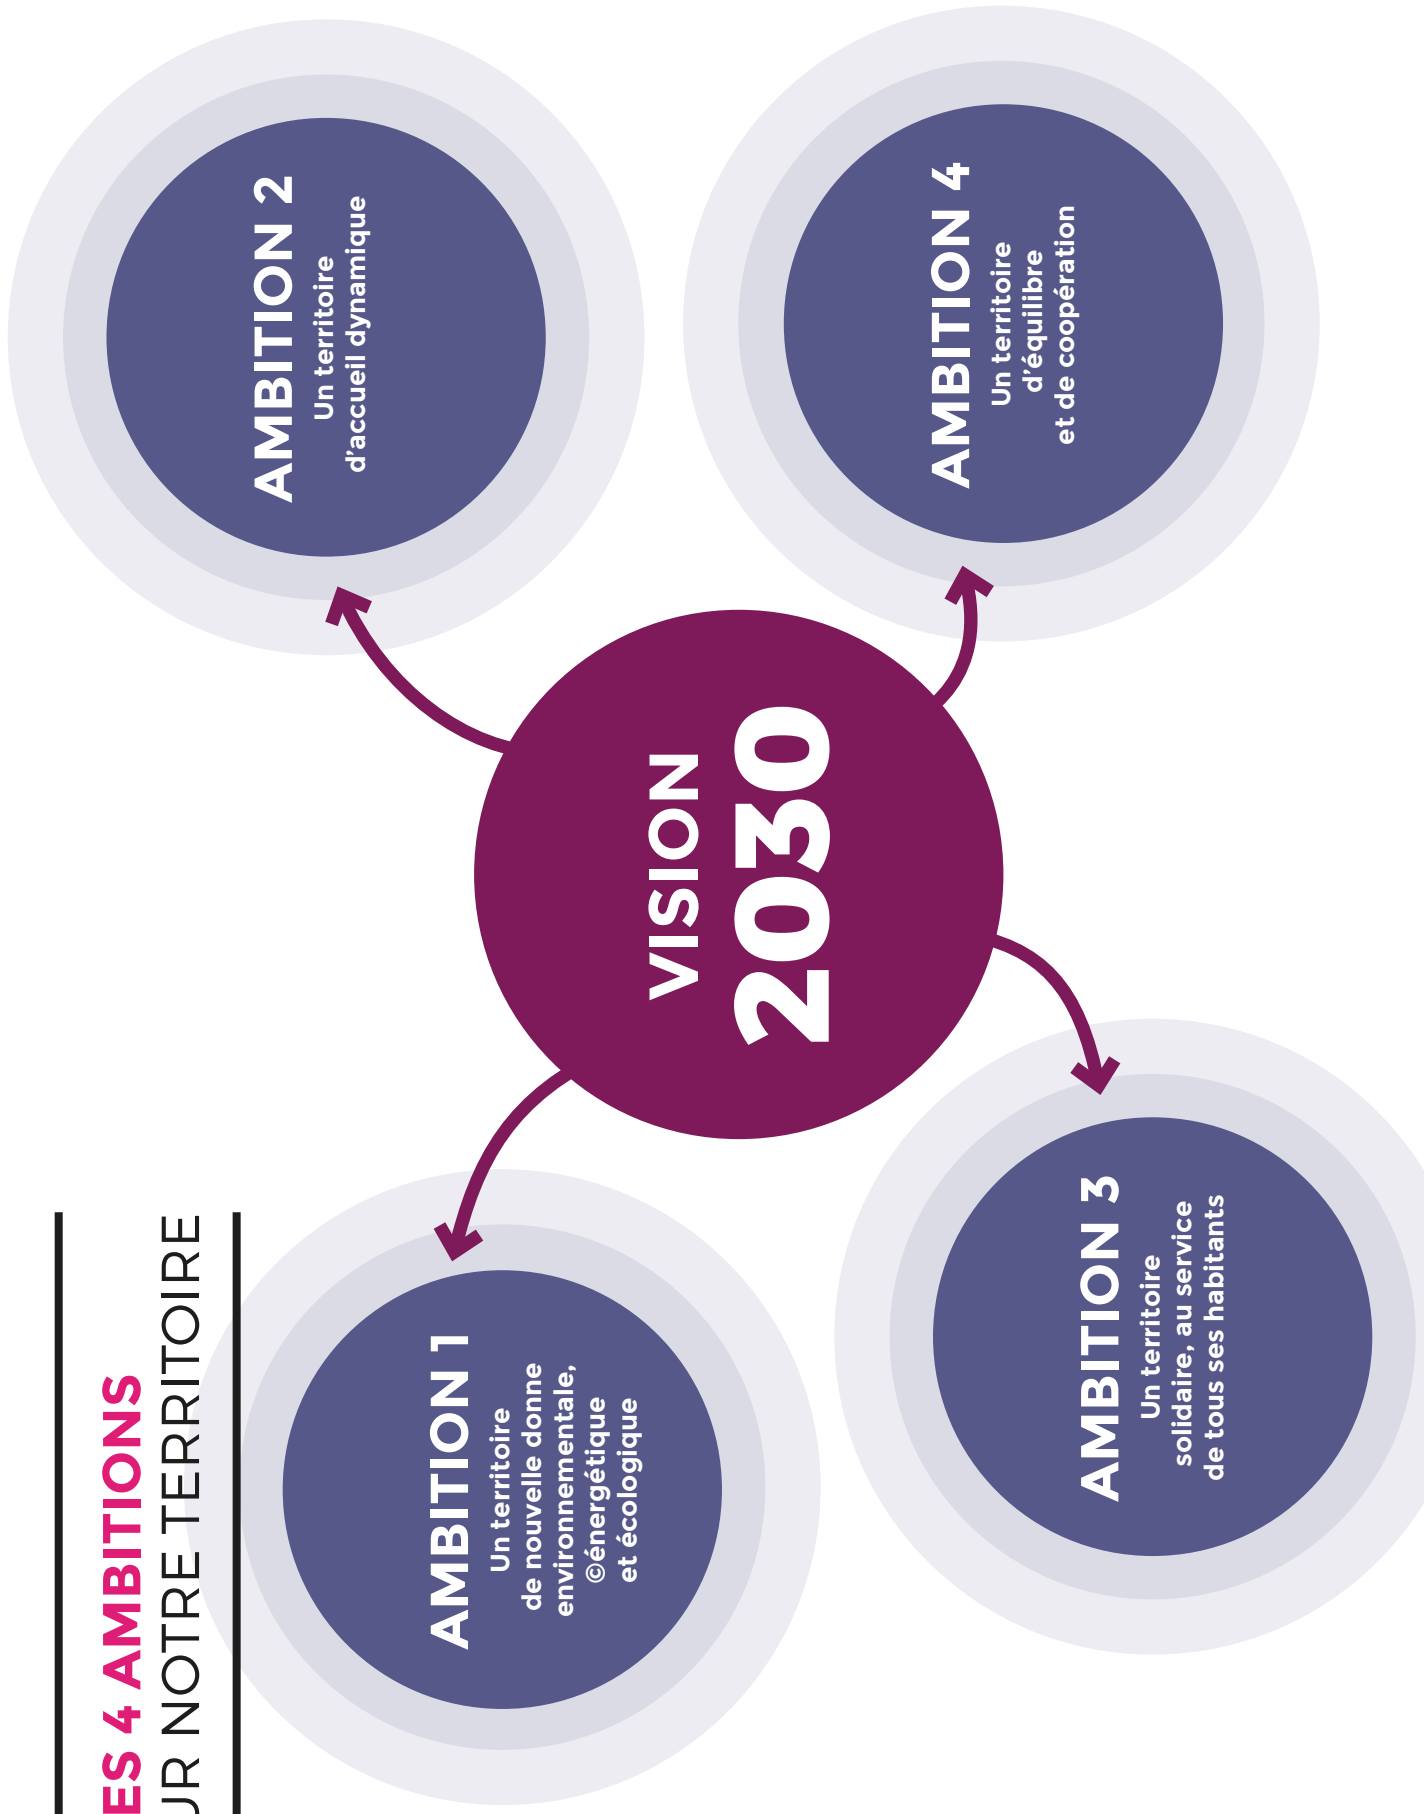 ES 4 AMBITIONS
UR NOTRE TERRITOIRE
AMBITION 1
Un territoire
de nouvelle donne
environnementale,
©énergétique
et écologique
AMBITION 2
Un territoire
d’accueil dynamique
VISION
2030
AMBITION 3
Un territoire
solidaire, au service
de tous ses habitants
AMBITION 4
Un territoire
d’équilibre
et de coopération